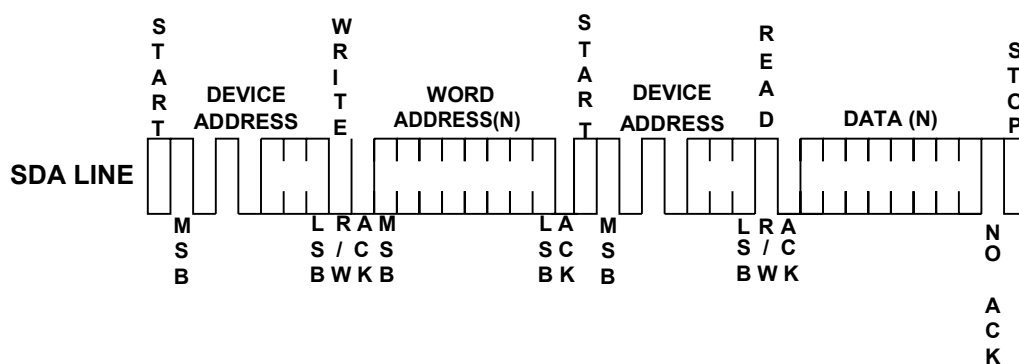 START
WRITE
START
READ
STOP
DEVICE
ADDRESS
WORD
ADDRESS(N)
DEVICE
ADDRESS
DATA (N)
SDA LINE
MSB
LSB
R/W
ACK
MSB
LSB
ACK
MSB
LSB
R/W
ACK
NO ACK